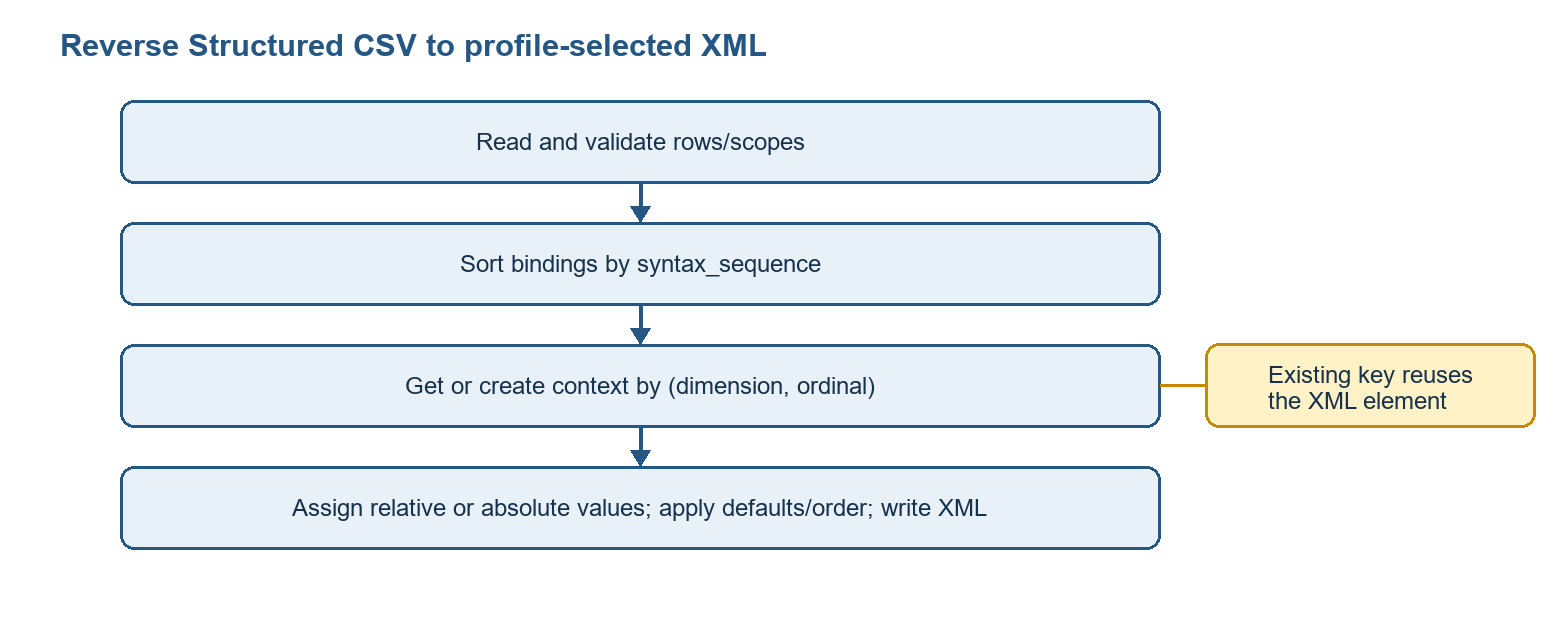 Reverse Structured CSV to profile-selected XML
Read and validate rows/scopes
Sort bindings by syntax_sequence
Get or create context by (dimension, ordinal)
Existing key reuses
the XML element
Assign relative or absolute values; apply defaults/order; write XML